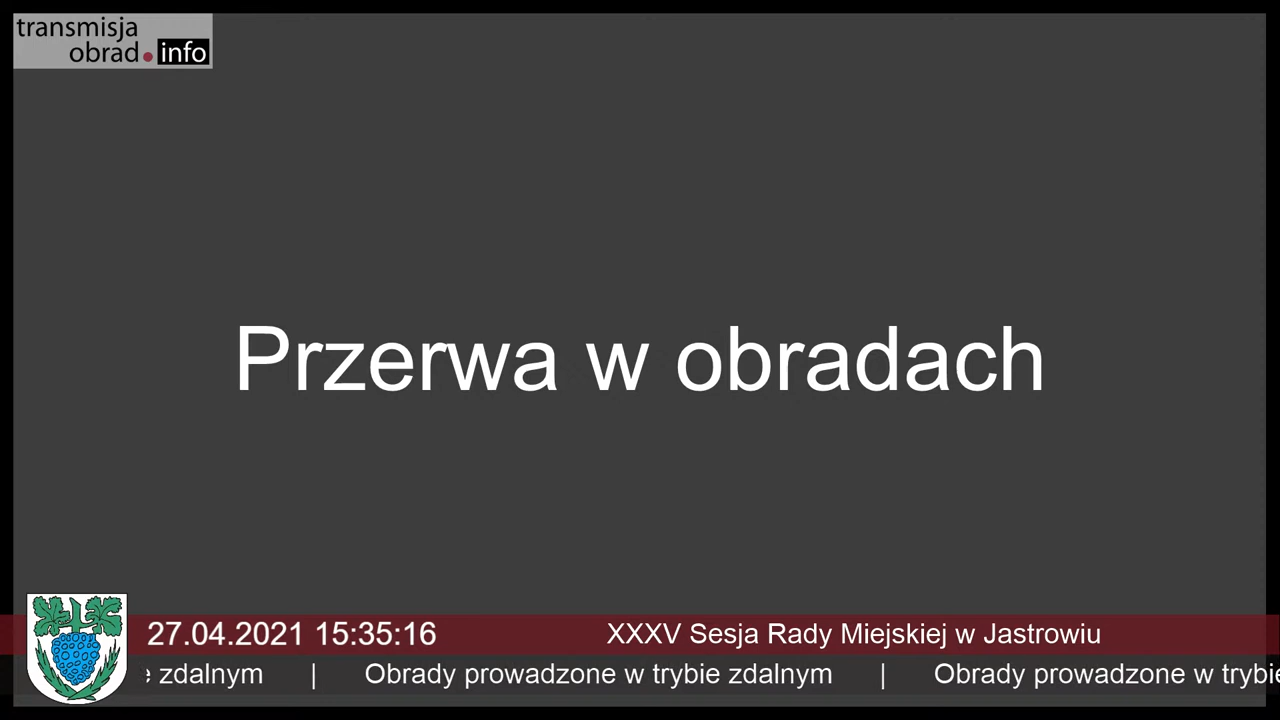 transmisja
obrad.info
Przerwa w obradach
27.04.2021 15:35:16
XXXV Sesja Rady Miejskiej w Jastrowiu
zdalnym | Obrady prowadzone w trybie zdalnym | Obrady prowadzone w trybie